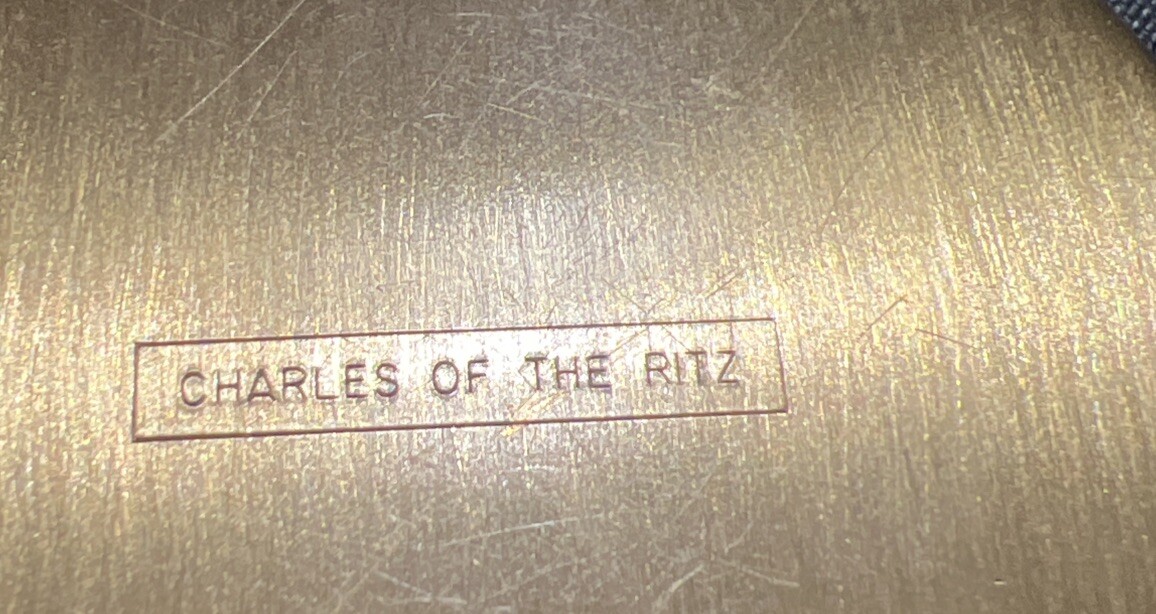 CHARLES OF THE RITZ